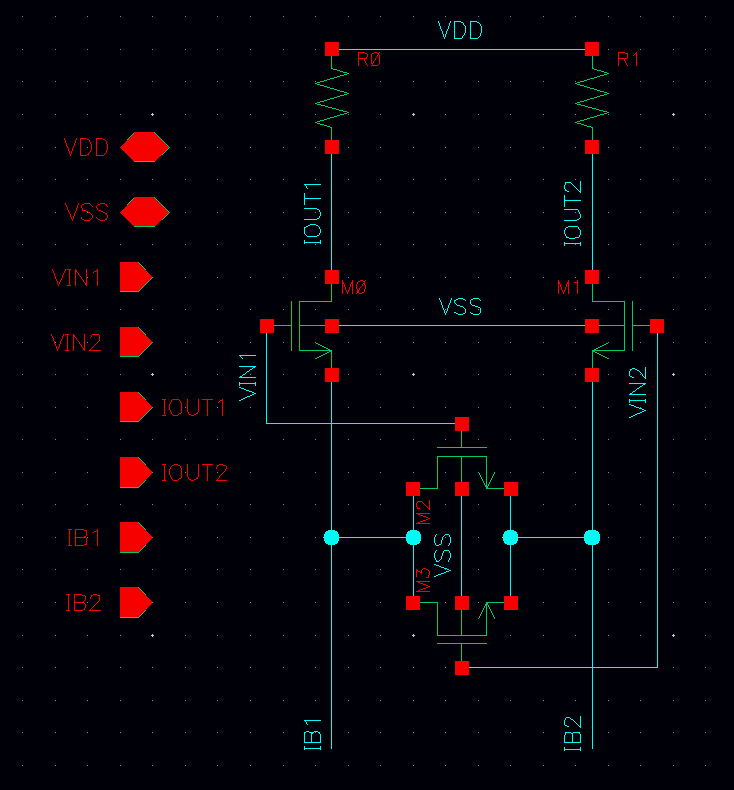 VDD
R0
R1
VDD
VSS
IOUT1
IOUT2
VIN1
M0
M1
VSS
VIN2
VIN1
VIN2
IOUT1
IOUT2
M2
IB1
VSS
M3
IB2
IB1
IB2